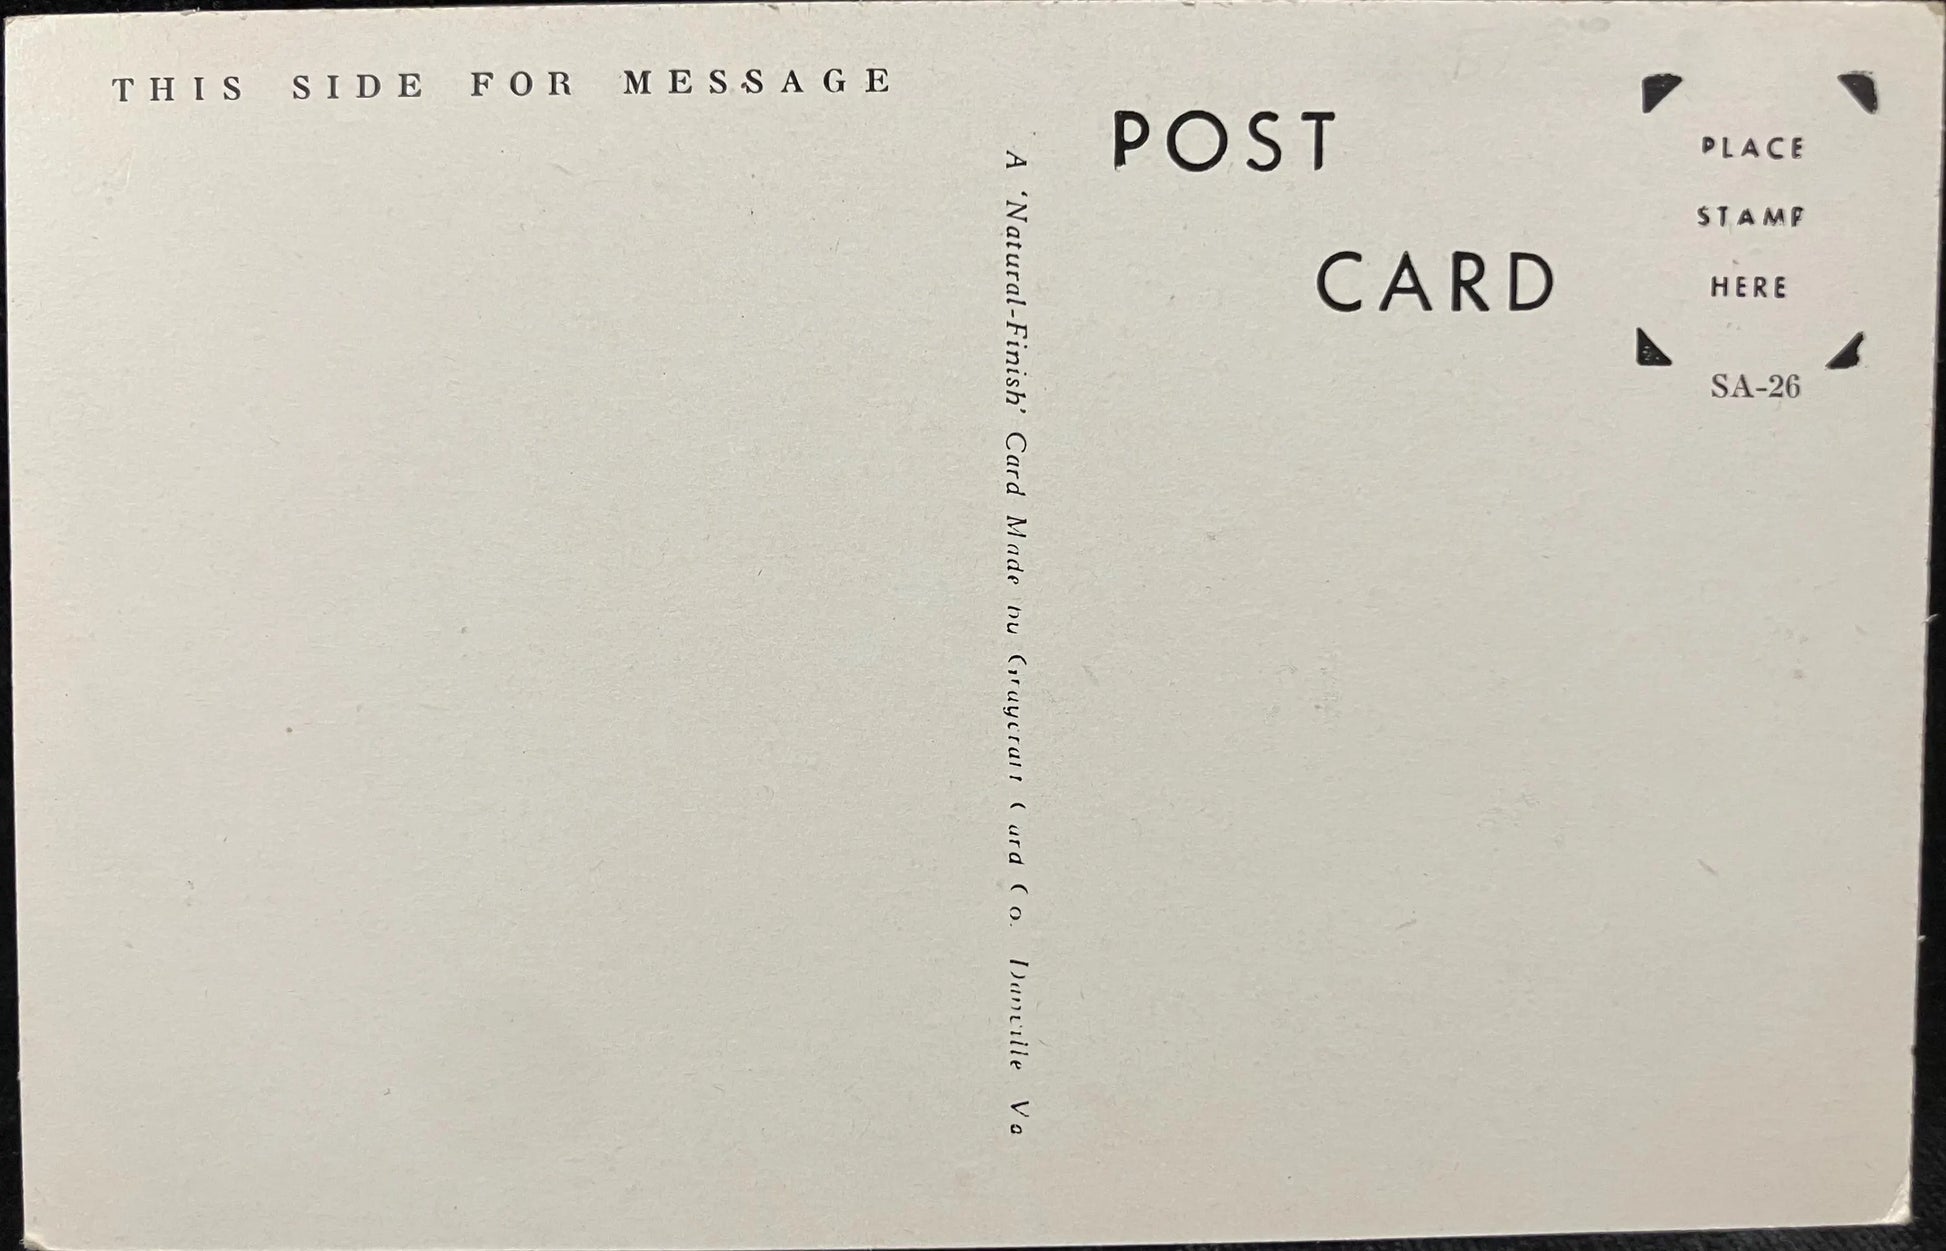 THIS SIDE FOR MESSAGE
A 'Natural-Finish' Card Made by Graycraft Card Co. Danville Va
POST
CARD
PLACE
STAMP
HERE
SA-26